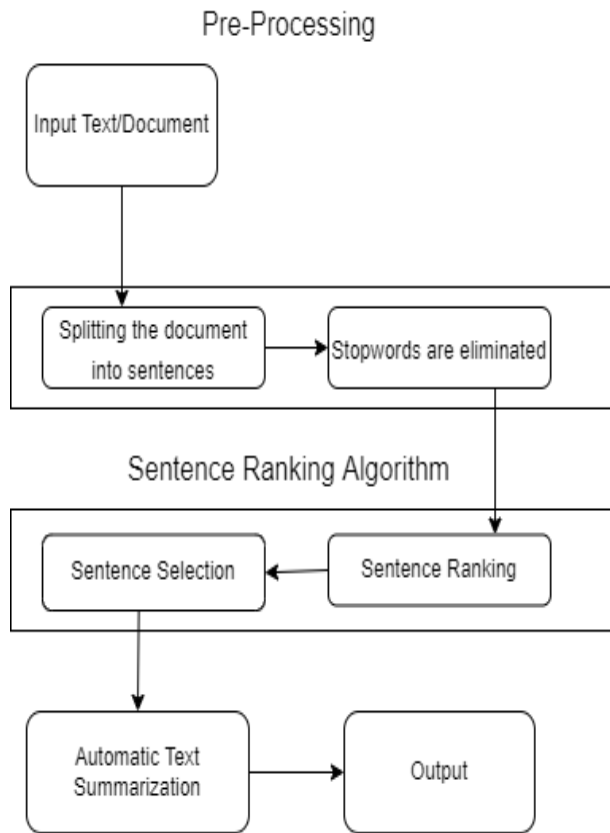 Pre-Processing
Input Text/Document
Splitting the document
into sentences
Stopwords are eliminated
Sentence Ranking Algorithm
Sentence Selection
Sentence Ranking
Automatic Text
Summarization
Output